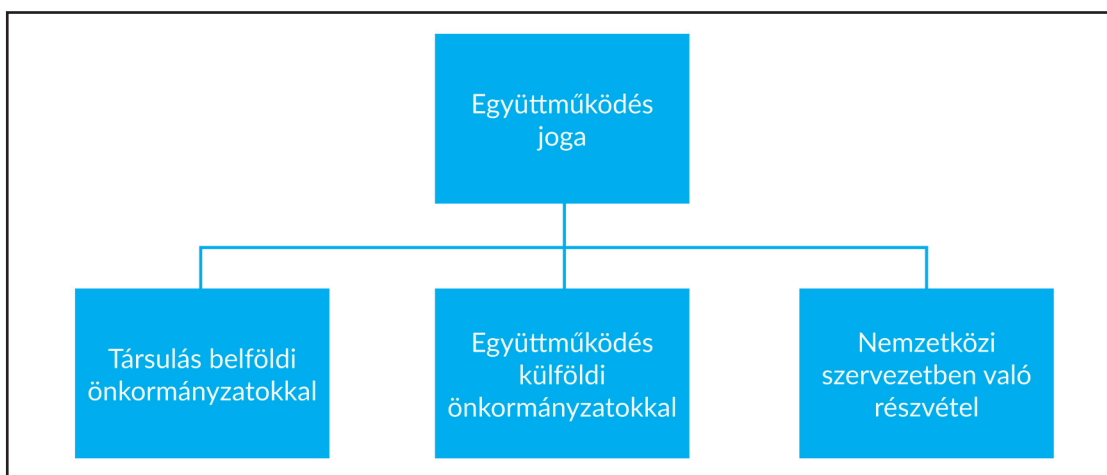 Együttműködés
joga
Társulás belföldi
önkormányzatokkal
Együttműködés
külföldi
önkormányzatokkal
Nemzetközi
szervezetben való
részvétel